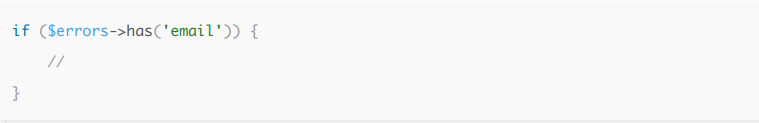 if ($errors->has('email')) {
    //
}